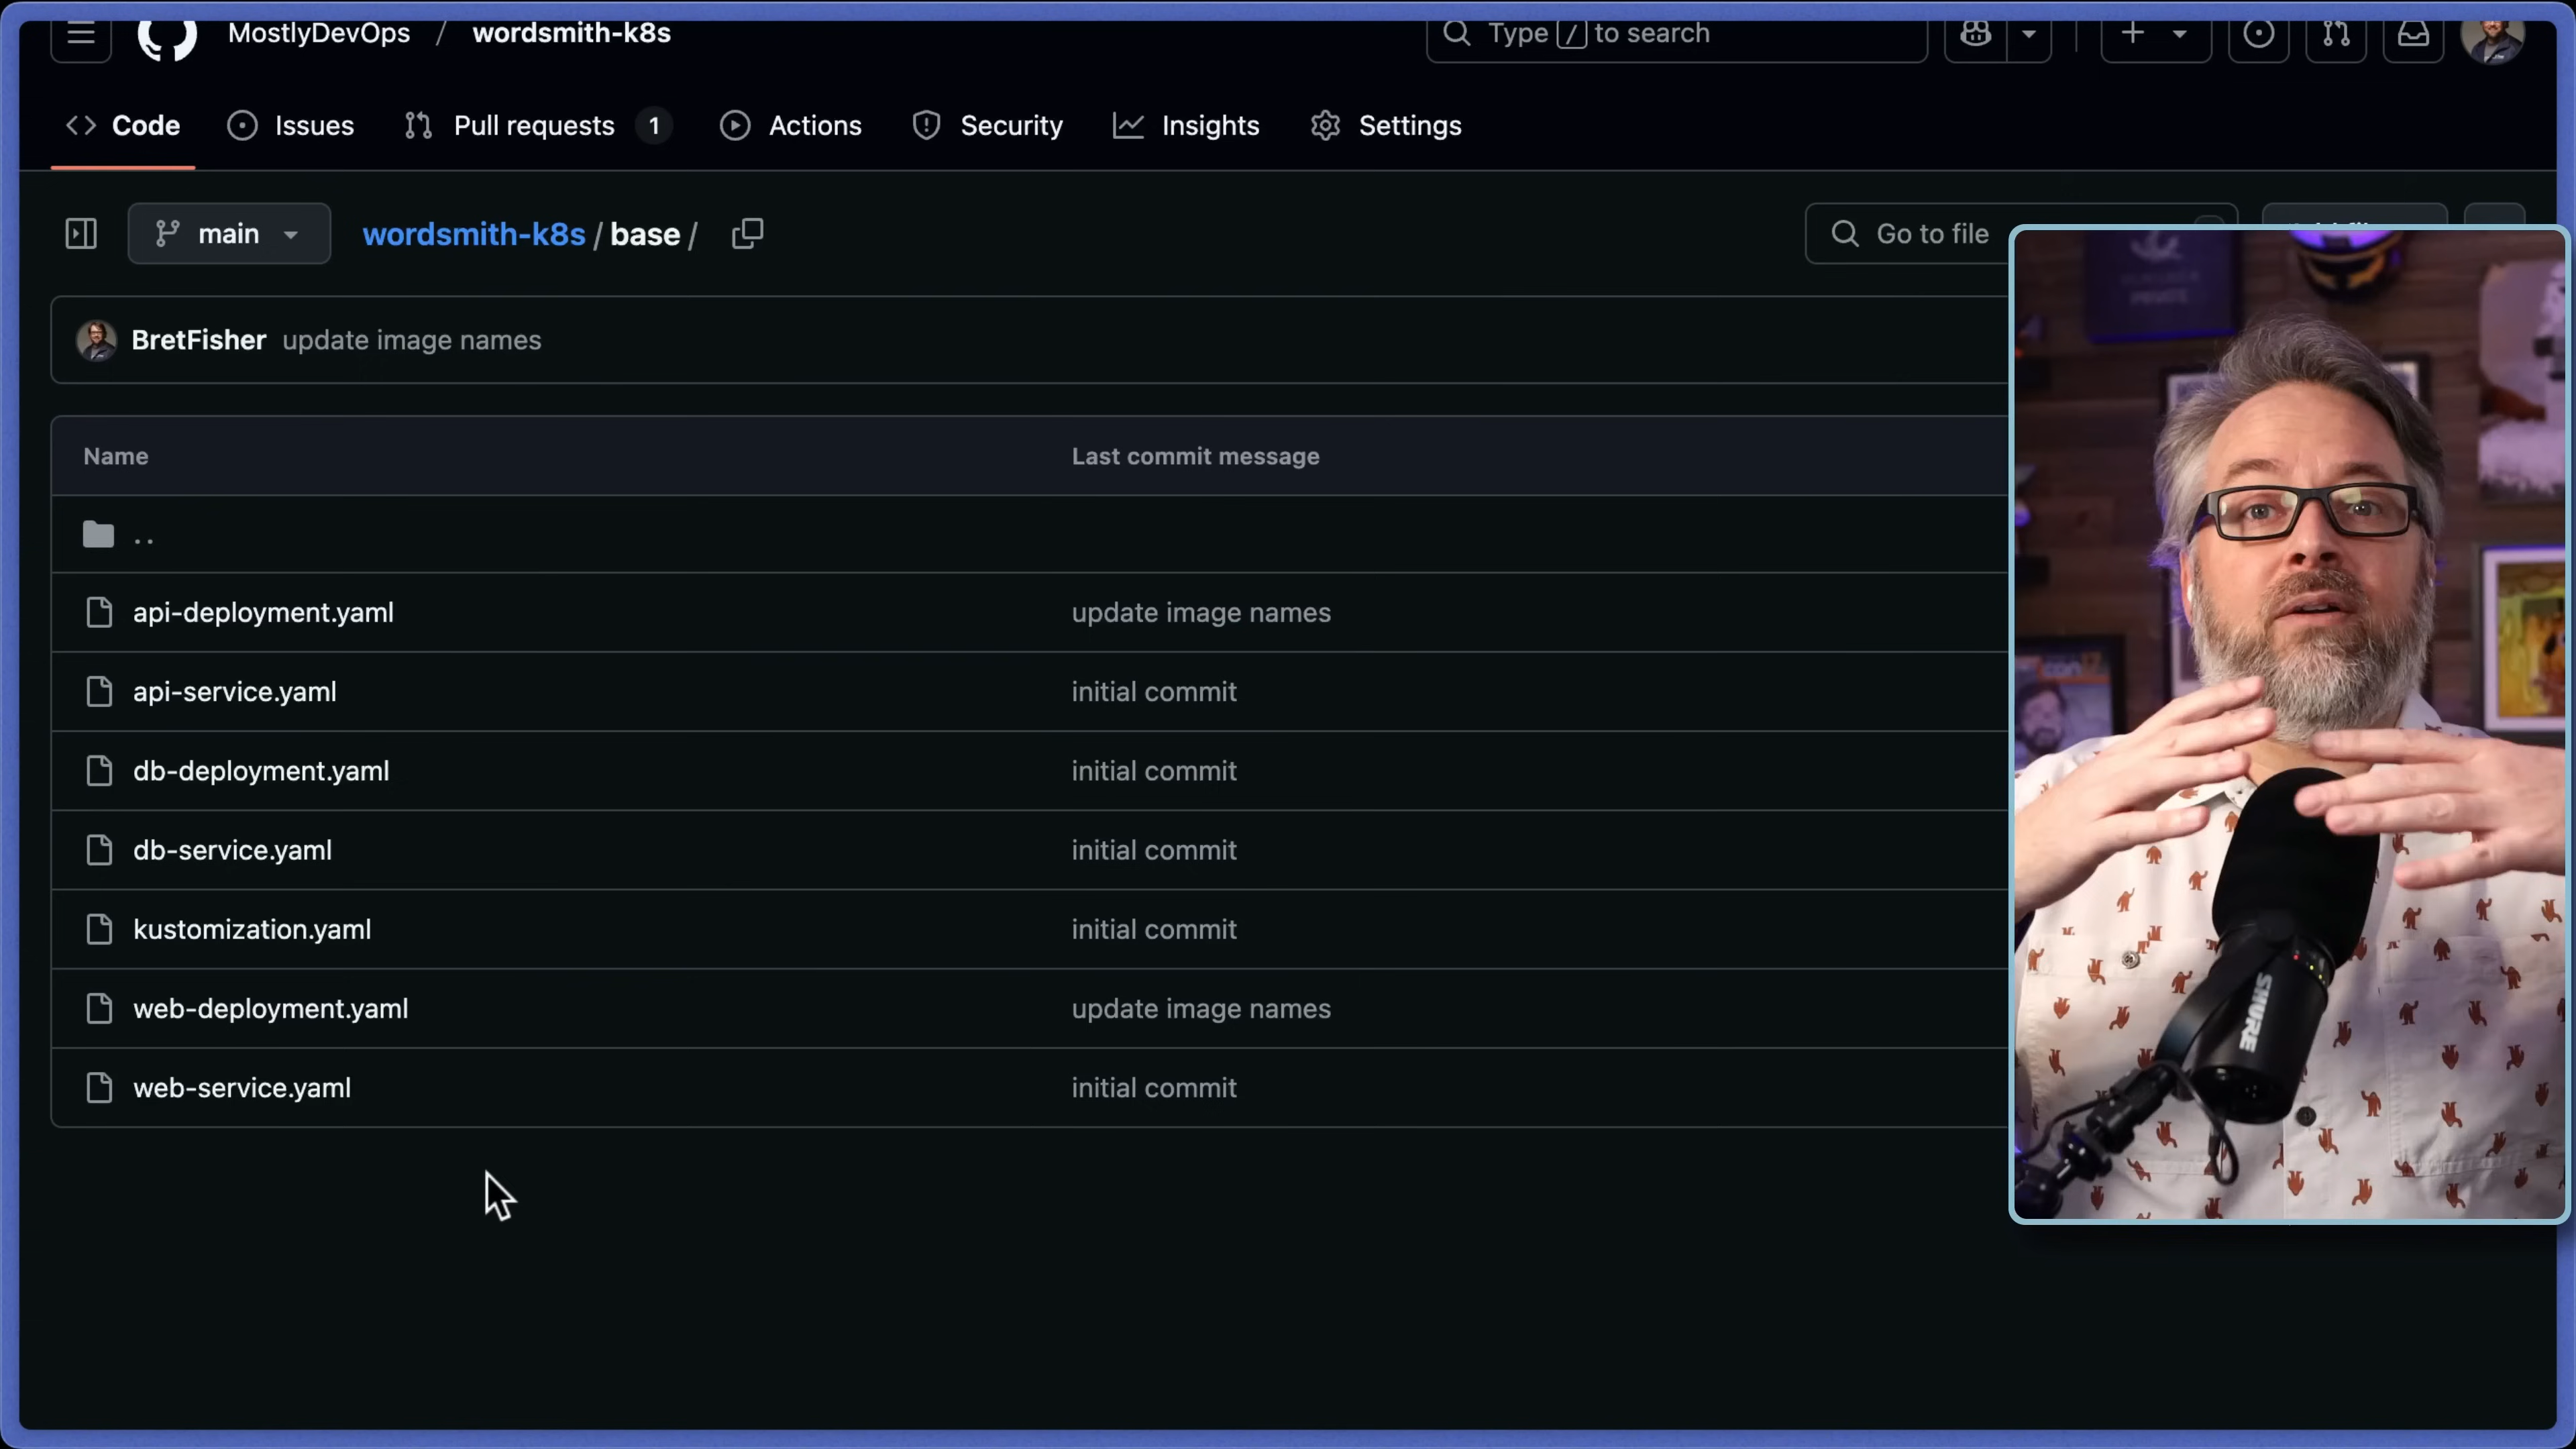 MostlyDevOps / wordsmith-k8s
Type / to search
Code
Issues
Pull requests 1
Actions
Security
Insights
Settings
main
wordsmith-k8s / base /
Go to file
BretFisher update image names
Name Last commit message
..
api-deployment.yaml update image names
api-service.yaml initial commit
db-deployment.yaml initial commit
db-service.yaml initial commit
kustomization.yaml initial commit
web-deployment.yaml update image names
web-service.yaml initial commit
SHURE